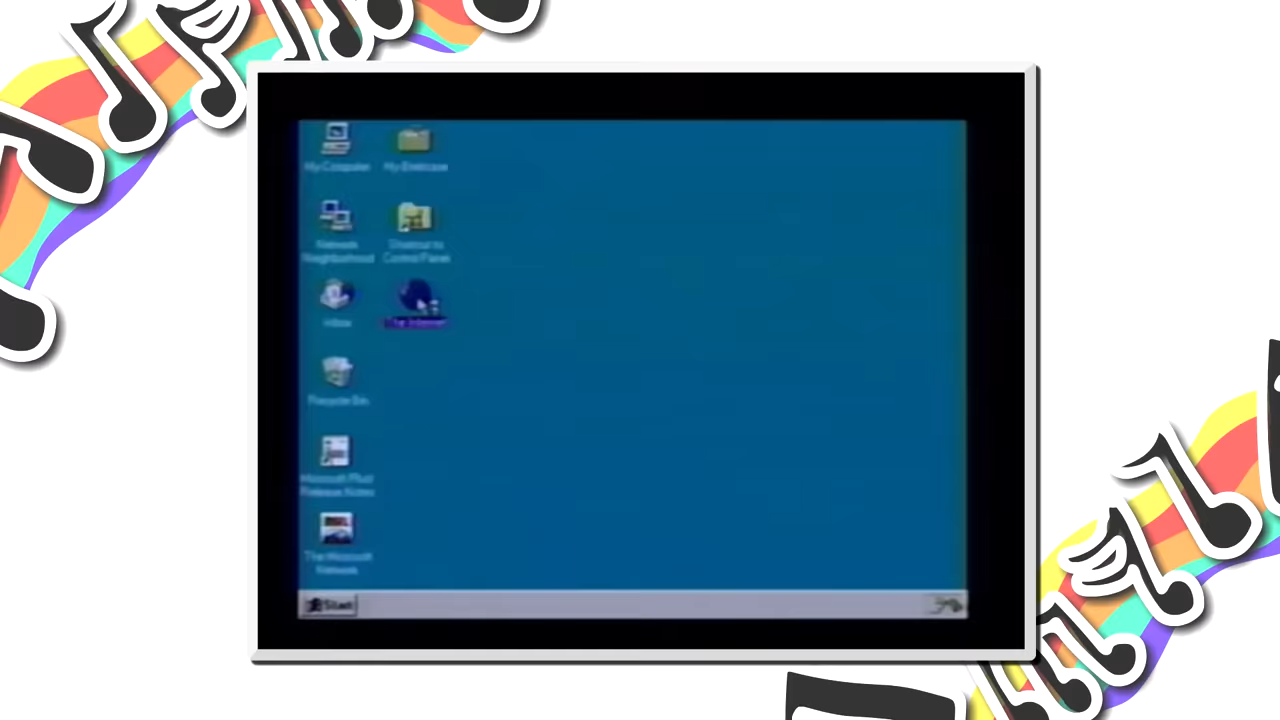 My Computer
My Briefcase
Network
Neighborhood
Shortcut to
Control Panel
Inbox
The Internet
Recycle Bin
Microsoft Plus!
Release Notes
The Microsoft
Network
Start